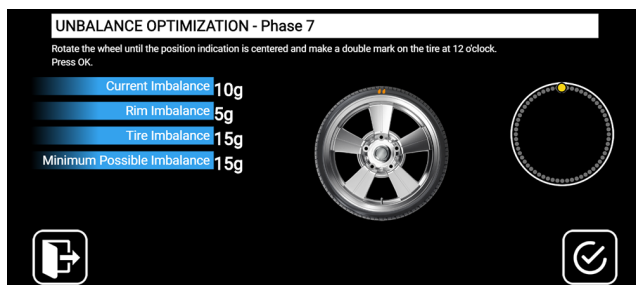 UNBALANCE OPTIMIZATION - Phase 7
Rotate the wheel until the position indication is centered and make a double mark on the tire at 12 o'clock.
Press OK.
Current Imbalance 10g
Rim Imbalance 5g
Tire Imbalance 15g
Minimum Possible Imbalance 15g